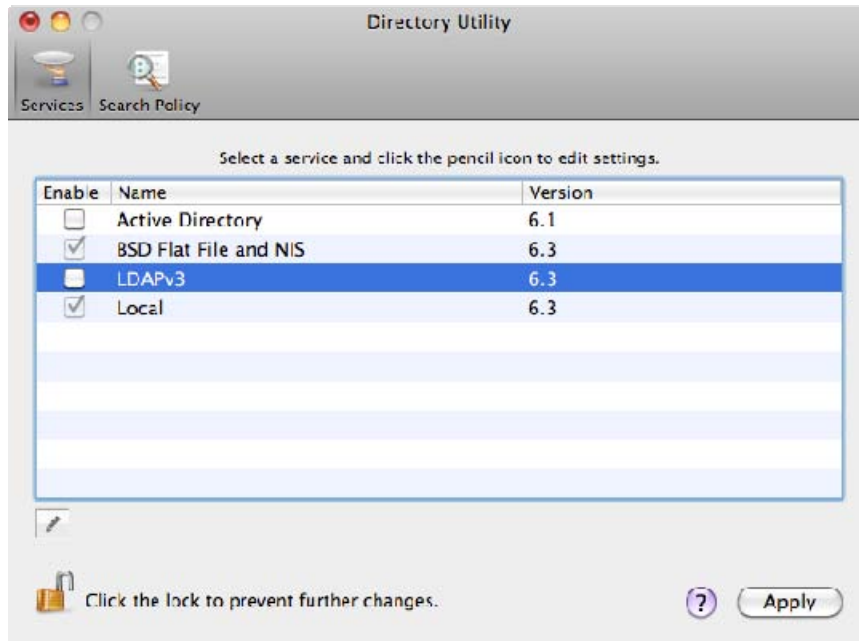 Directory Utility
Services Search Policy
Select a service and click the pencil icon to edit settings.
Enable Name Version
Active Directory 6.1
BSD Flat File and NIS 6.3
LDAPv3 6.3
Local 6.3
Click the lock to prevent further changes.
? Apply